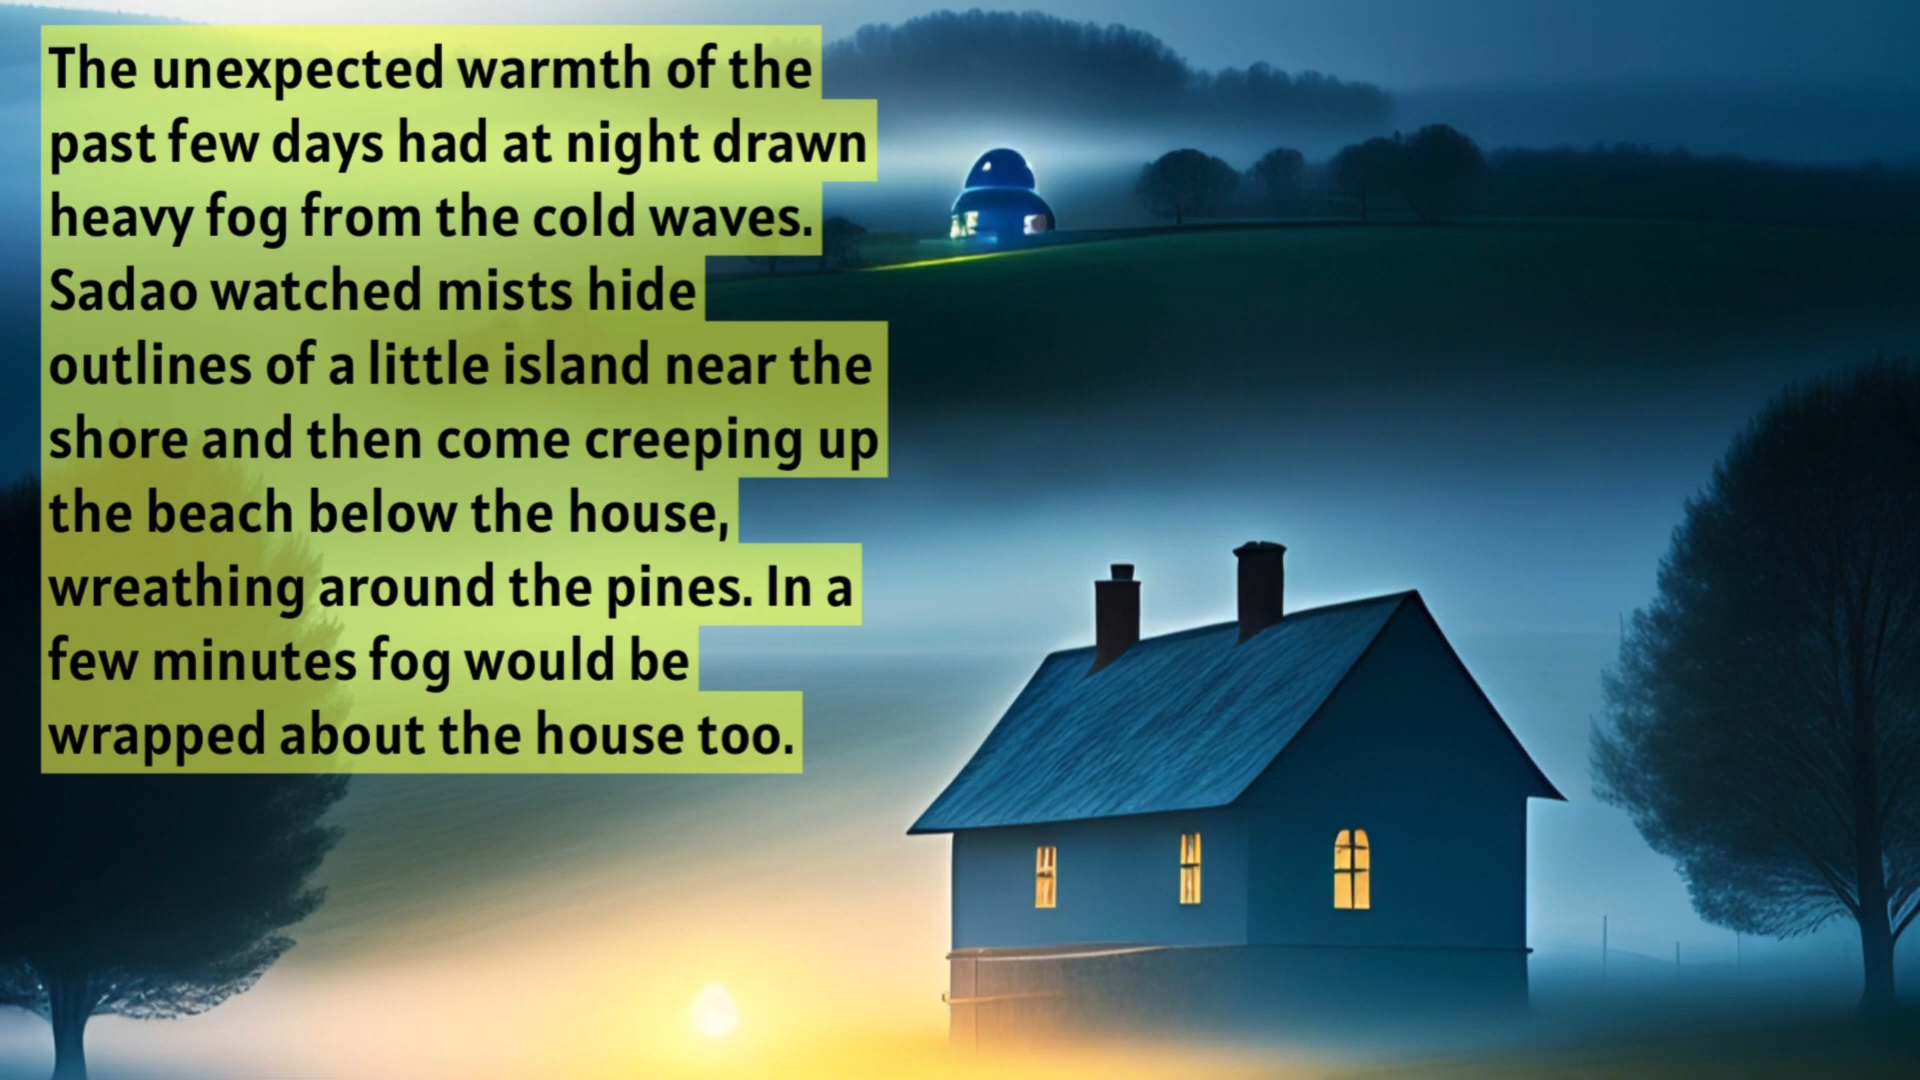 The unexpected warmth of the
past few days had at night drawn
heavy fog from the cold waves.
Sadao watched mists hide
outlines of a little island near the
shore and then come creeping up
the beach below the house,
wreathing around the pines. In a
few minutes fog would be
wrapped about the house too.